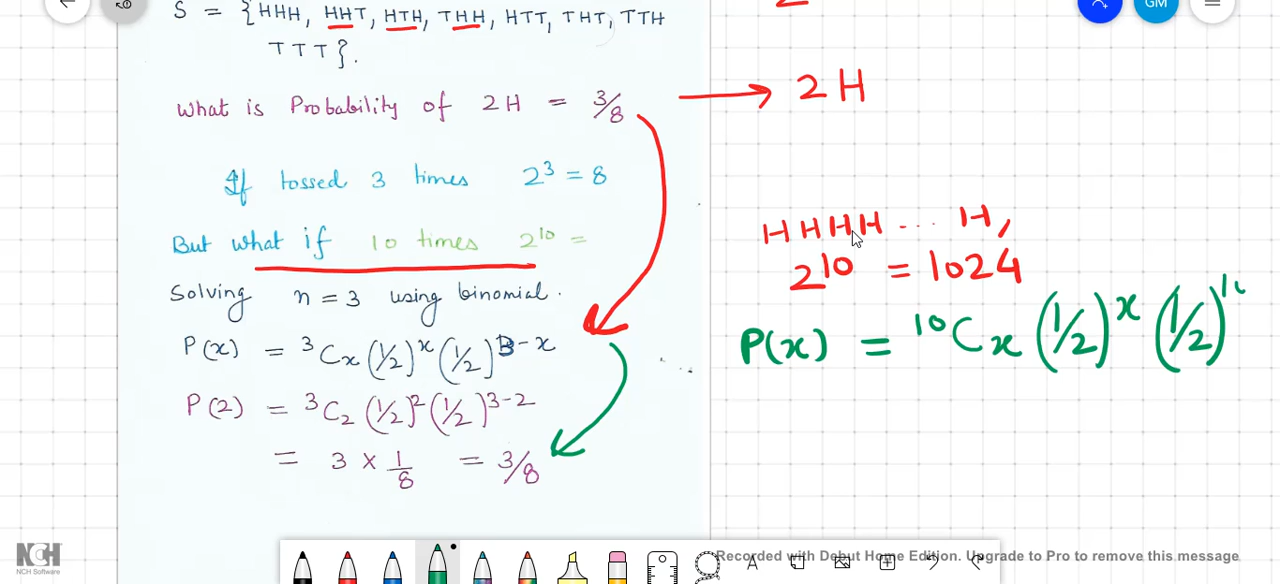 S = {HHH, HHT, HTH, THH, HTT, THT, TTH
TTT}.
What is Probability of 2H = 3/8
If tossed 3 times 2³ = 8
But what if 10 times 2¹⁰ =
Solving n = 3 using binomial.
P(x) = ³Cx (1/2)ˣ (1/2)³⁻ˣ
P(2) = ³C₂ (1/2)² (1/2)³⁻²
= 3 × 1/8 = 3/8
→ 2H
HHHH ... H,
2¹⁰ = 1024
P(x) = ¹⁰Cx (1/2)ˣ (1/2)
GM
A
NCH
NCH Software
Recorded with Debut Home Edition. Upgrade to Pro to remove this message